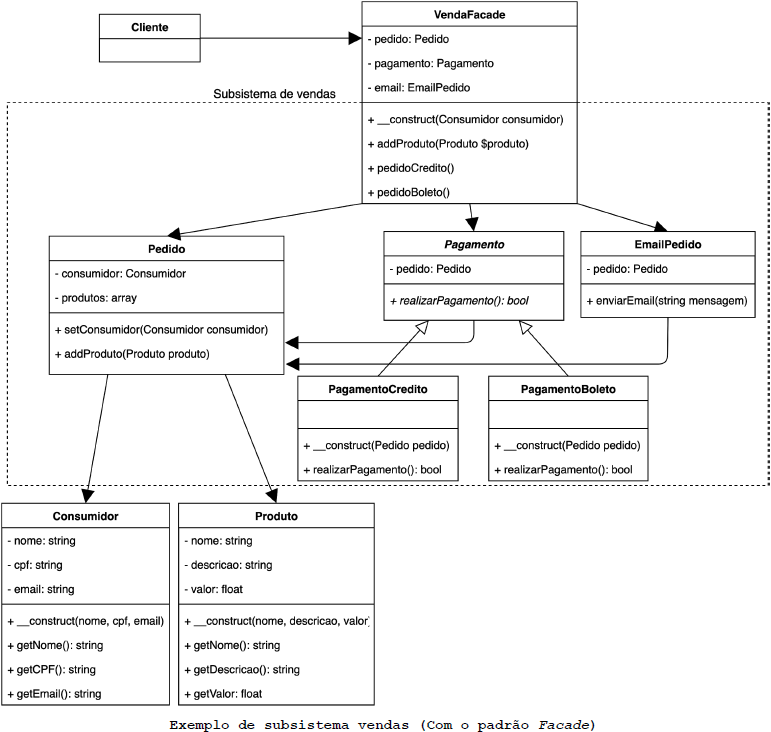 Cliente
VendaFacade
- pedido: Pedido
- pagamento: Pagamento
- email: EmailPedido
Subsistema de vendas
+ __construct(Consumidor consumidor)
+ addProduto(Produto $produto)
+ pedidoCredito()
+ pedidoBoleto()
Pedido
- consumidor: Consumidor
- produtos: array
+ setConsumidor(Consumidor consumidor)
+ addProduto(Produto produto)
Pagamento
- pedido: Pedido
+ realizarPagamento(): bool
EmailPedido
- pedido: Pedido
+ enviarEmail(string mensagem)
PagamentoCredito
+ __construct(Pedido pedido)
+ realizarPagamento(): bool
PagamentoBoleto
+ __construct(Pedido pedido)
+ realizarPagamento(): bool
Consumidor
- nome: string
- cpf: string
- email: string
+ __construct(nome, cpf, email)
+ getNome(): string
+ getCPF(): string
+ getEmail(): string
Produto
- nome: string
- descricao: string
- valor: float
+ __construct(nome, descricao, valor)
+ getNome(): string
+ getDescricao(): string
+ getValor: float
Exemplo de subsistema vendas (Com o padrão Facade)